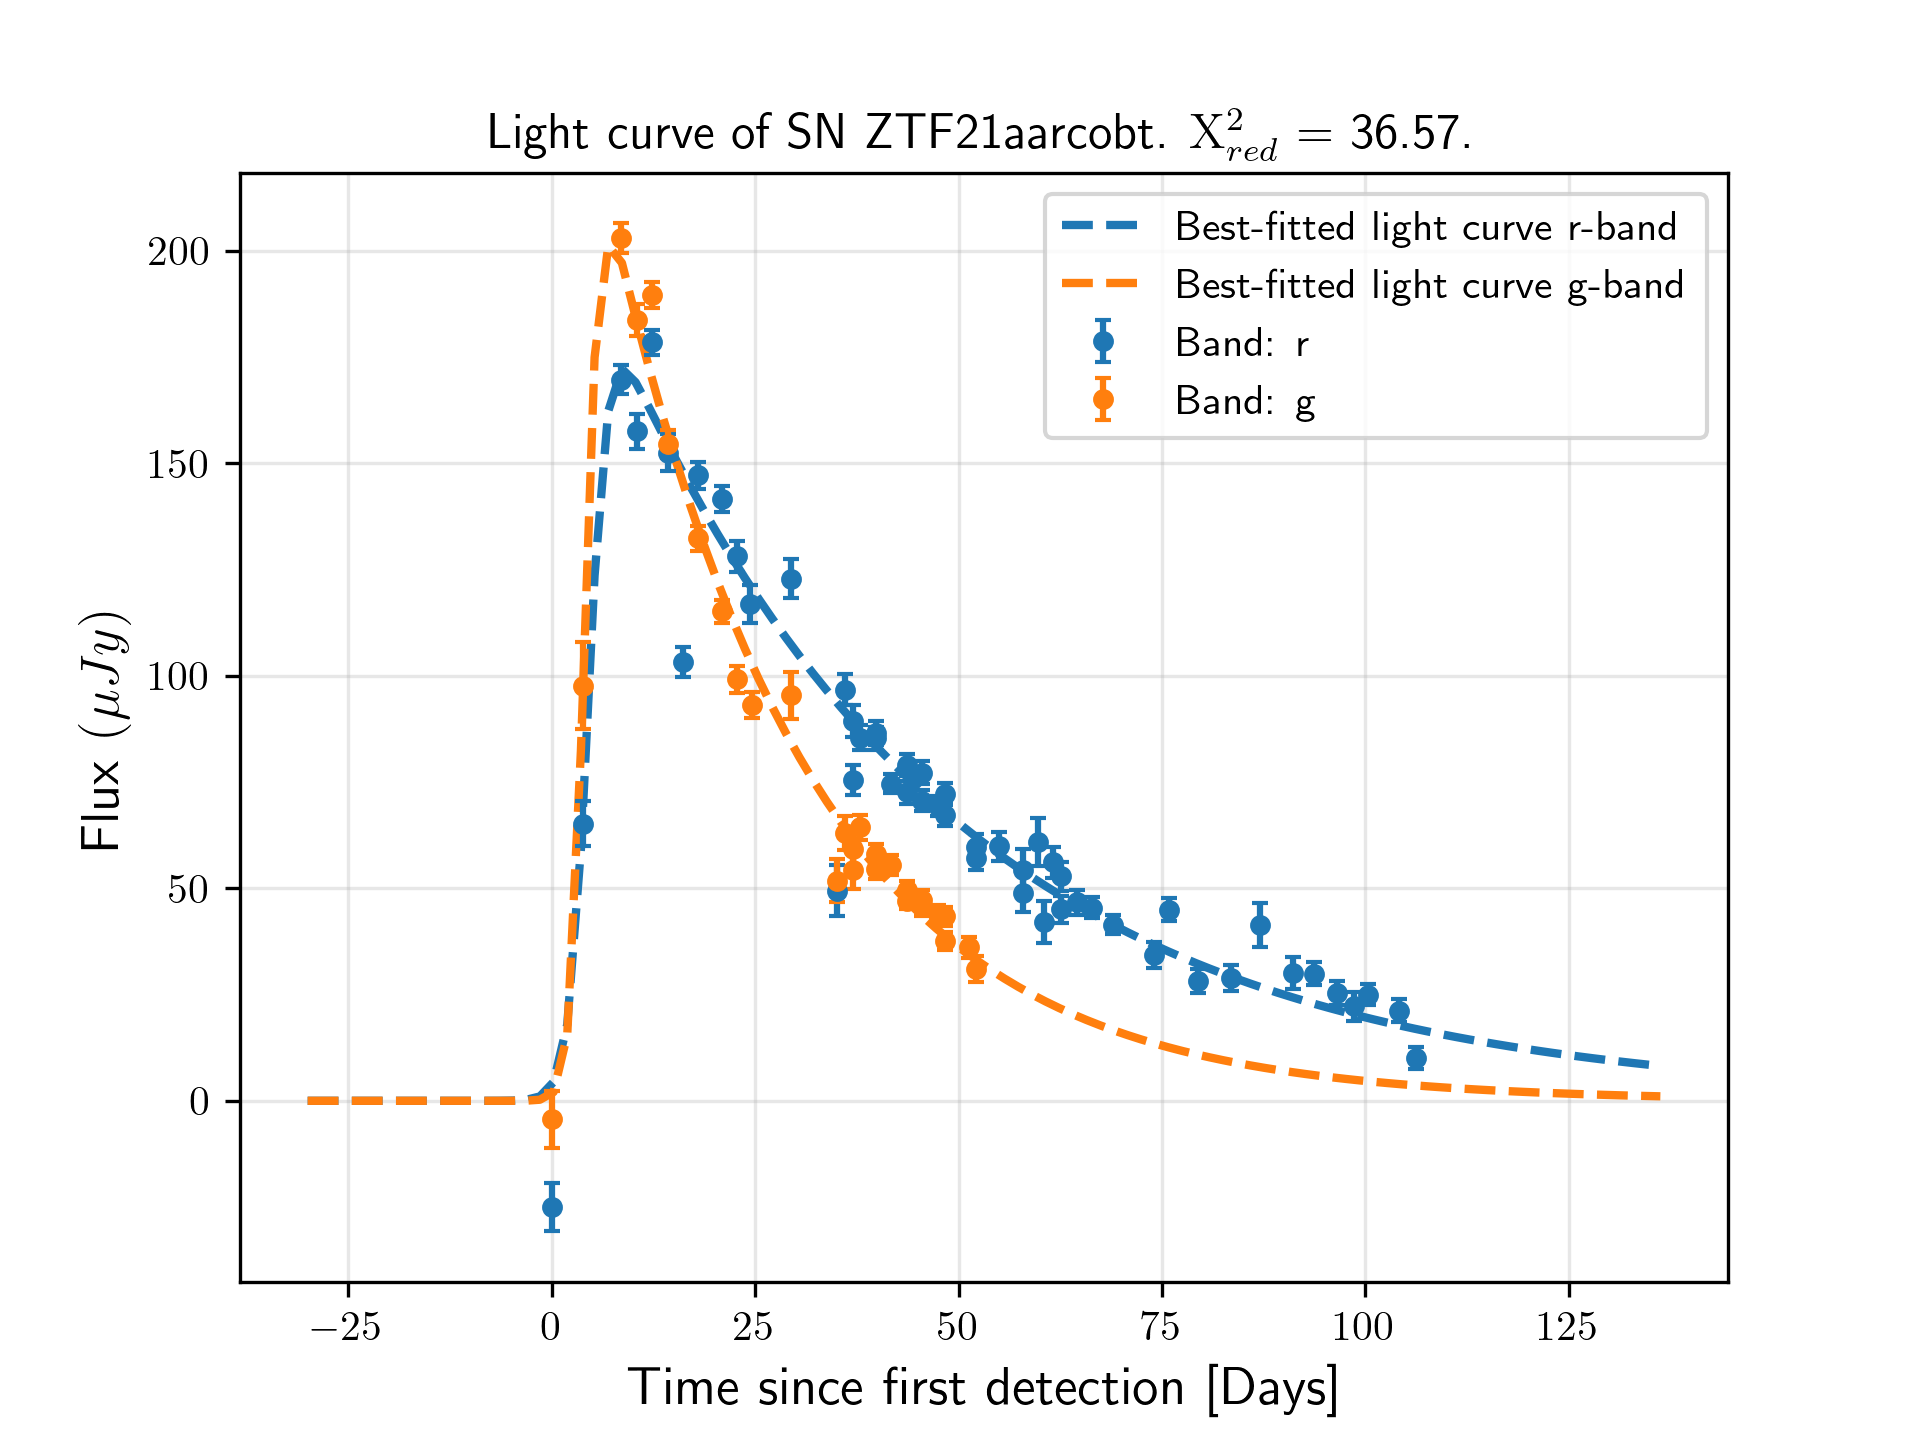 Light curve of SN ZTF21aarcobt. X²_red = 36.57.
Best-fitted light curve r-band
Best-fitted light curve g-band
Band: r
Band: g
Flux (μJy)
200
150
100
50
0
−25 0 25 50 75 100 125
Time since first detection [Days]